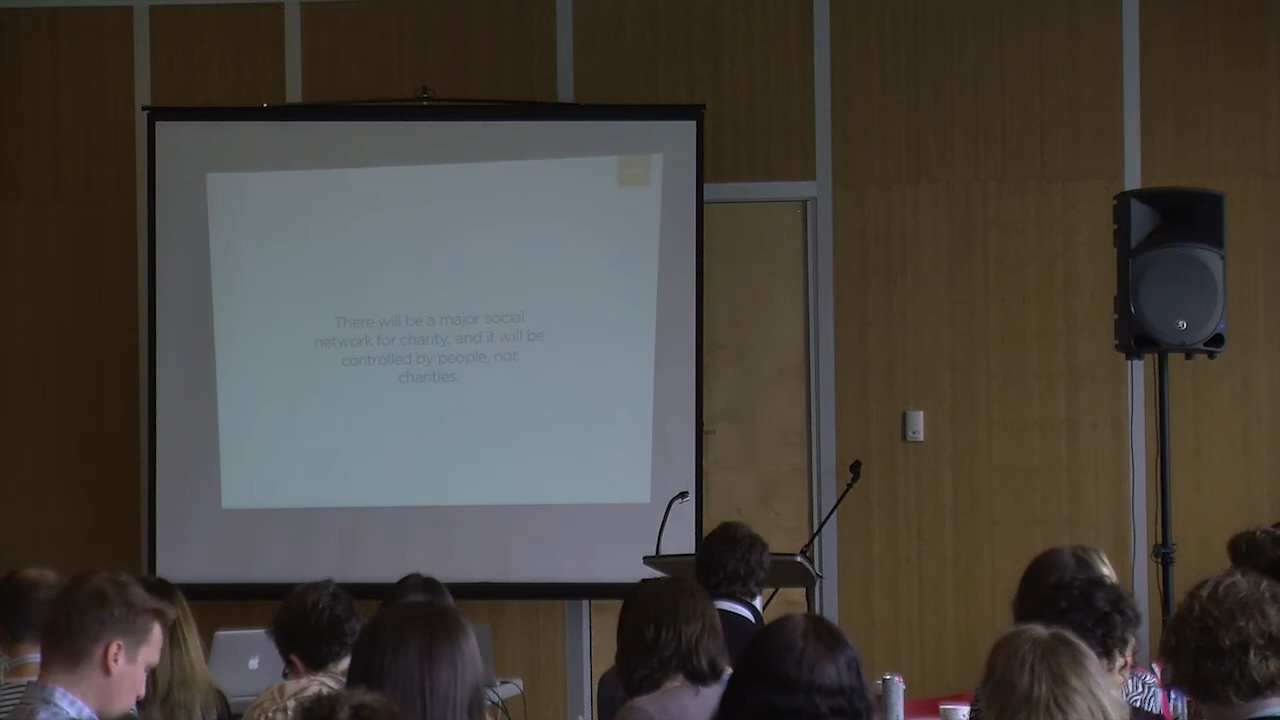 There will be a major social
network for charity, and it will be
controlled by people, not
charities.